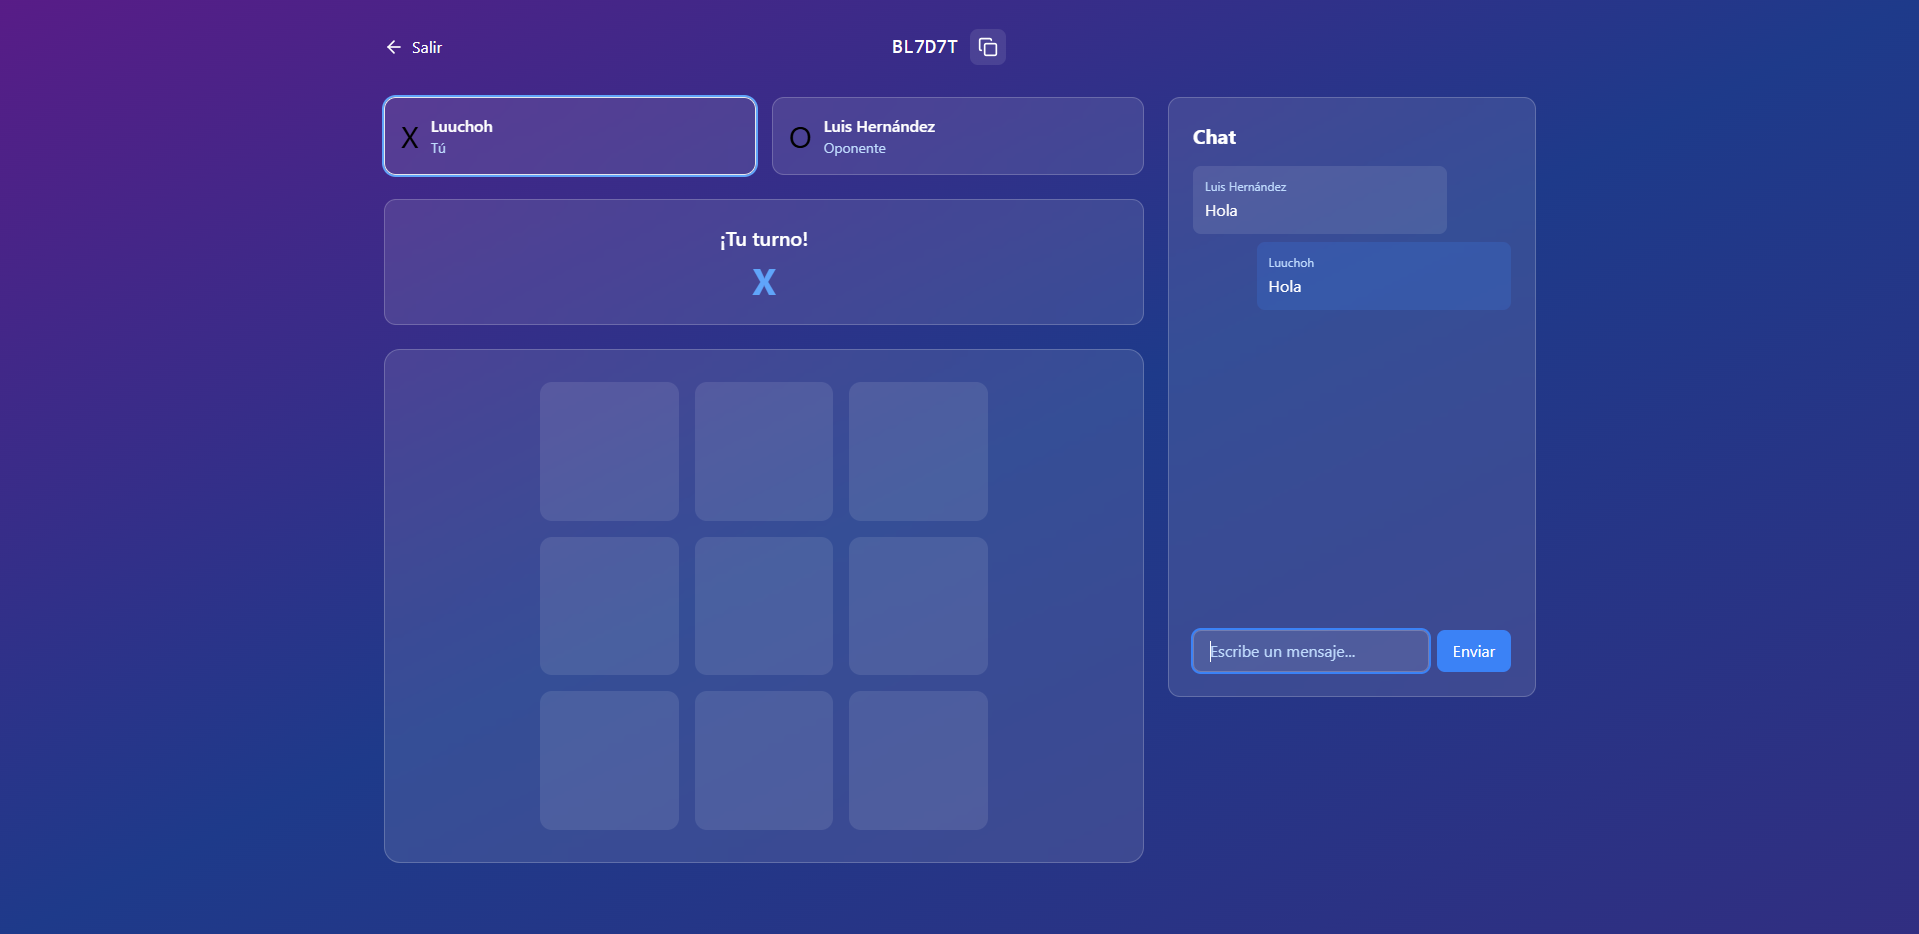 Salir
BL7D7T
X
Luuchoh
Tú
O
Luis Hernández
Oponente
¡Tu turno!
X
Chat
Luis Hernández
Hola
Luuchoh
Hola
Escribe un mensaje...
Enviar